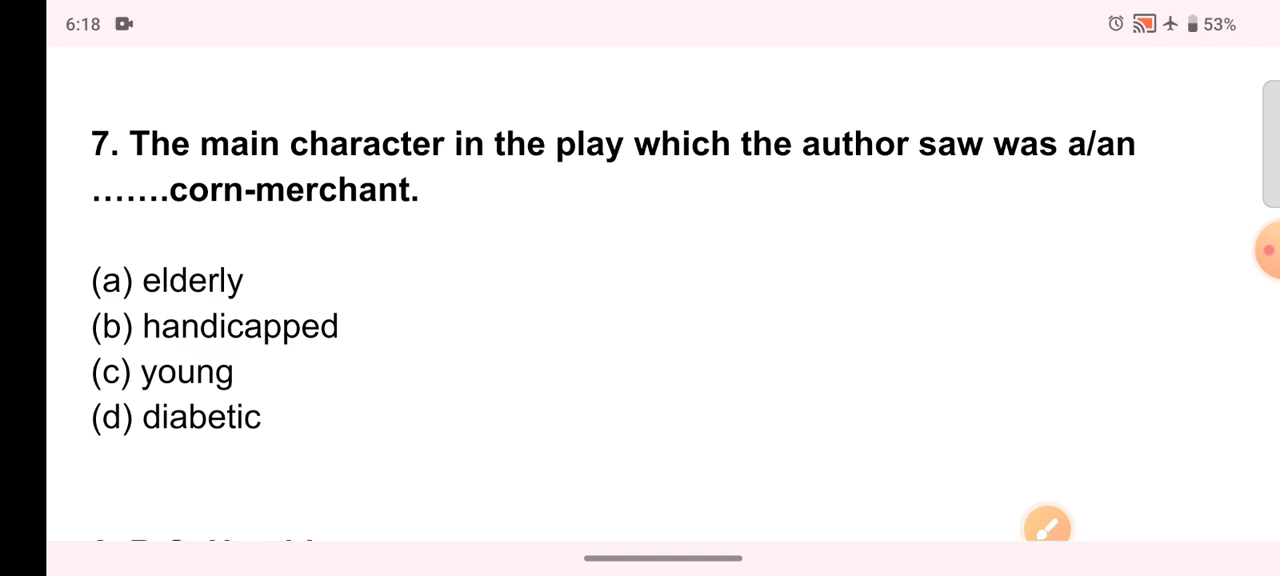 6:18
53%
7. The main character in the play which the author saw was a/an
.......corn-merchant.
(a) elderly
(b) handicapped
(c) young
(d) diabetic